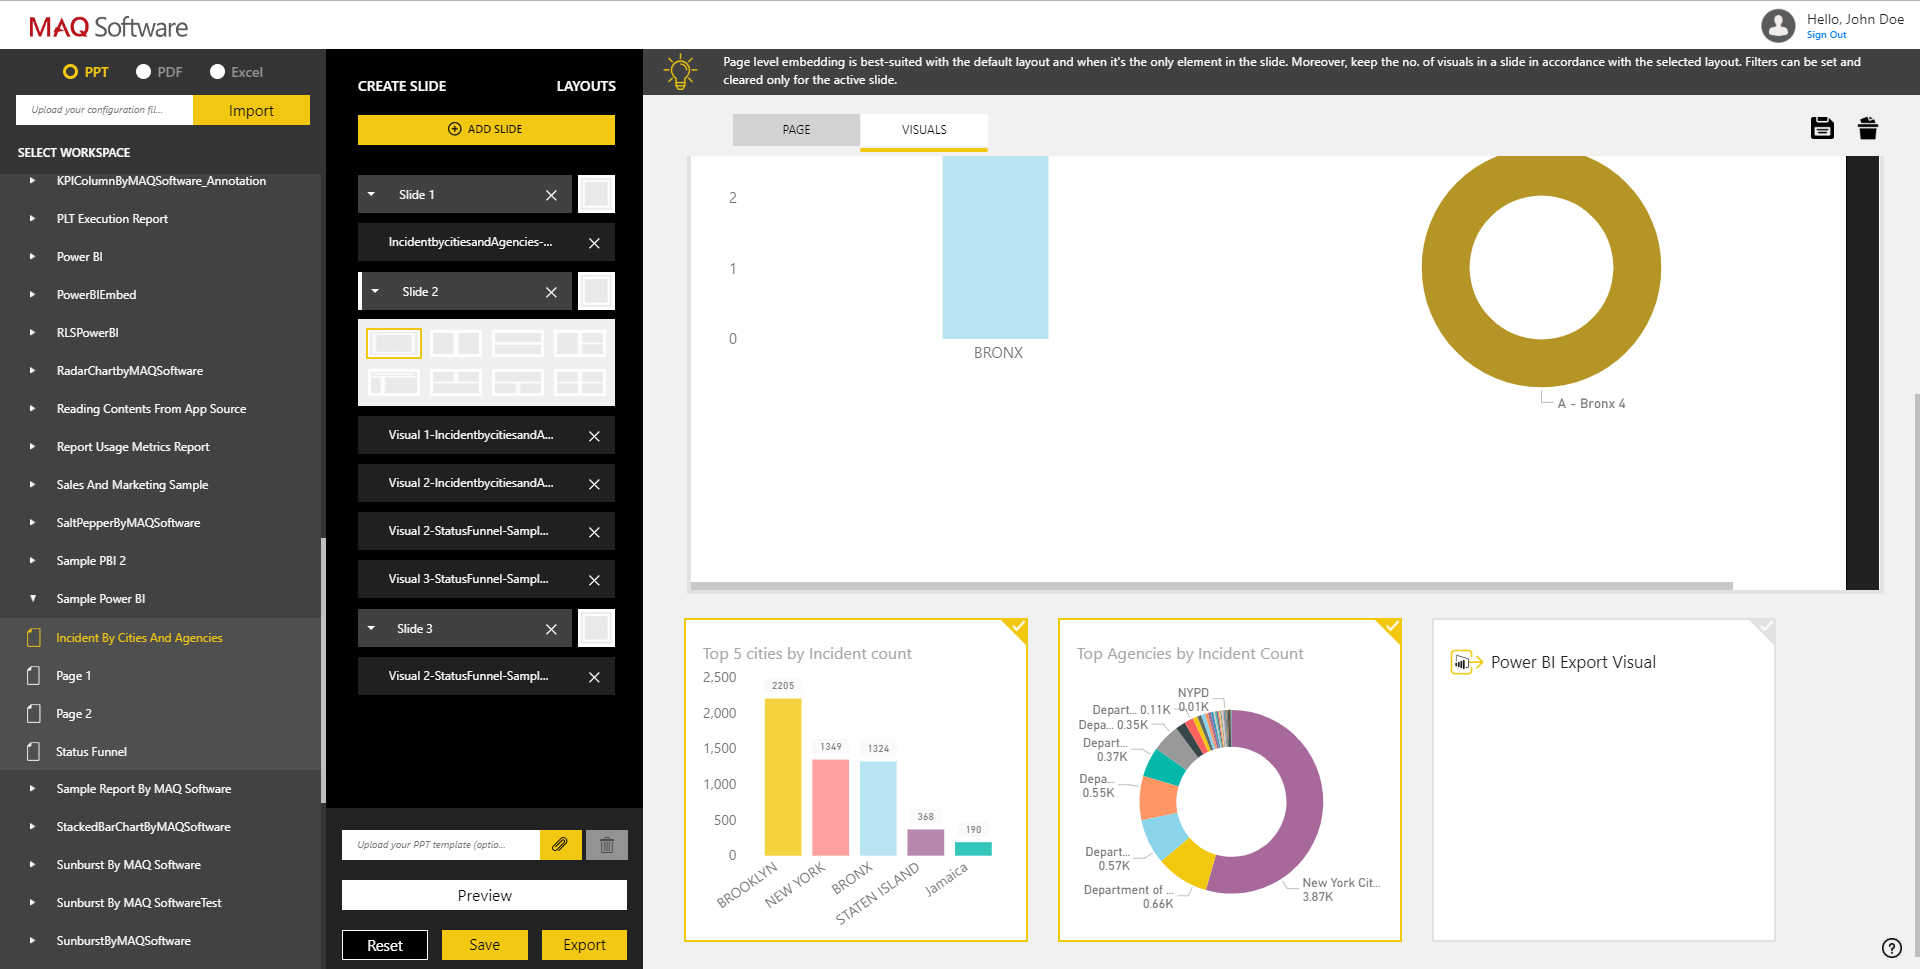 MAQ Software
Hello, John Doe
Sign Out
PPT
PDF
Excel
Upload your configuration fil...
Import
SELECT WORKSPACE
KPIColumnByMAQSoftware_Annotation
PLT Execution Report
Power BI
PowerBIEmbed
RLSPowerBI
RadarChartbyMAQSoftware
Reading Contents From App Source
Report Usage Metrics Report
Sales And Marketing Sample
SaltPepperByMAQSoftware
Sample PBI 2
Sample Power BI
Incident By Cities And Agencies
Page 1
Page 2
Status Funnel
Sample Report By MAQ Software
StackedBarChartByMAQSoftware
Sunburst By MAQ Software
Sunburst By MAQ SoftwareTest
SunburstByMAQSoftware
CREATE SLIDE
LAYOUTS
ADD SLIDE
Slide 1
IncidentbycitiesandAgencies-...
Slide 2
Visual 1-IncidentbycitiesandA...
Visual 2-IncidentbycitiesandA...
Visual 2-StatusFunnel-Sampl...
Visual 3-StatusFunnel-Sampl...
Slide 3
Visual 2-StatusFunnel-Sampl...
Upload your PPT template (optio...
Preview
Reset
Save
Export
Page level embedding is best-suited with the default layout and when it's the only element in the slide. Moreover, keep the no. of visuals in a slide in accordance with the selected layout. Filters can be set and
cleared only for the active slide.
PAGE
VISUALS
2
1
0
BRONX
A - Bronx 4
Top 5 cities by Incident count
2,500
2,000
1,500
1,000
500
0
2205
1349
1324
368
190
BROOKLYN
NEW YORK
BRONX
STATEN ISLAND
Jamaica
Top Agencies by Incident Count
NYPD
0.01K
Depart... 0.11K
Depa... 0.35K
Depart...
0.37K
Depa...
0.55K
Depart...
0.57K
Department of ...
0.66K
New York Cit...
3.87K
Power BI Export Visual
?